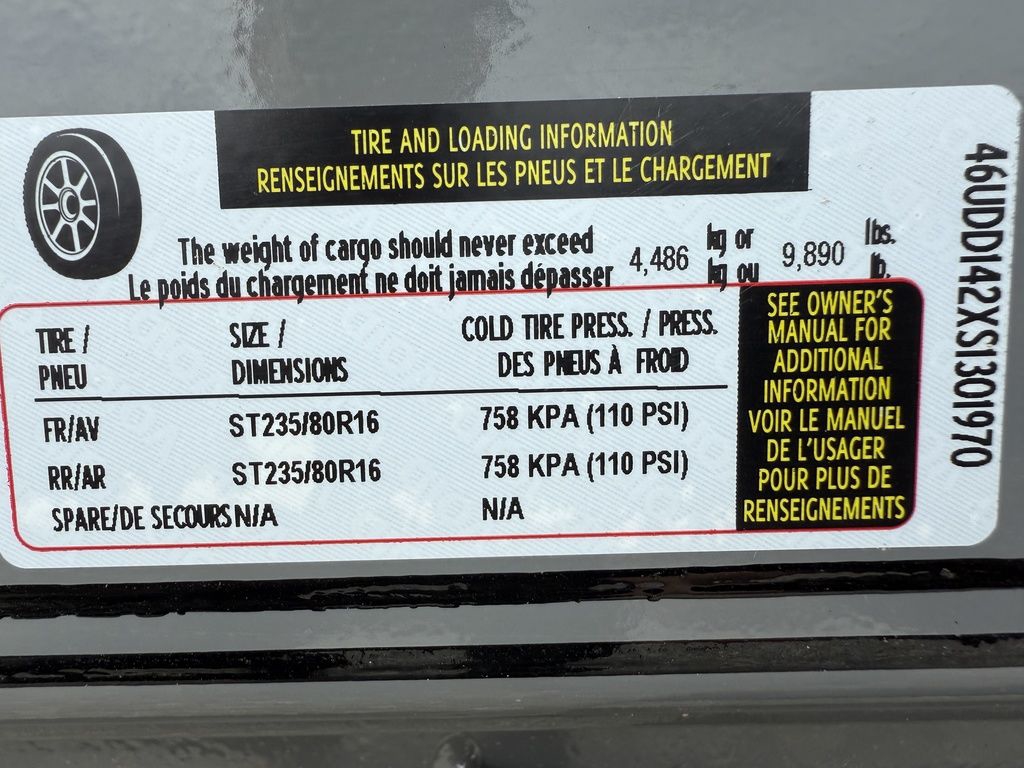 TIRE AND LOADING INFORMATION
RENSEIGNEMENTS SUR LES PNEUS ET LE CHARGEMENT
The weight of cargo should never exceed 4,486 kg or 9,890 lbs.
Le poids du chargement ne doit jamais dépasser kg ou lb.
TIRE / SIZE / COLD TIRE PRESS. / PRESS.
PNEU DIMENSIONS DES PNEUS À FROID
FR/AV ST235/80R16 758 KPA (110 PSI)
RR/AR ST235/80R16 758 KPA (110 PSI)
SPARE/DE SECOURS N/A N/A
SEE OWNER'S
MANUAL FOR
ADDITIONAL
INFORMATION
VOIR LE MANUEL
DE L'USAGER
POUR PLUS DE
RENSEIGNEMENTS
46UDD142XS1301970